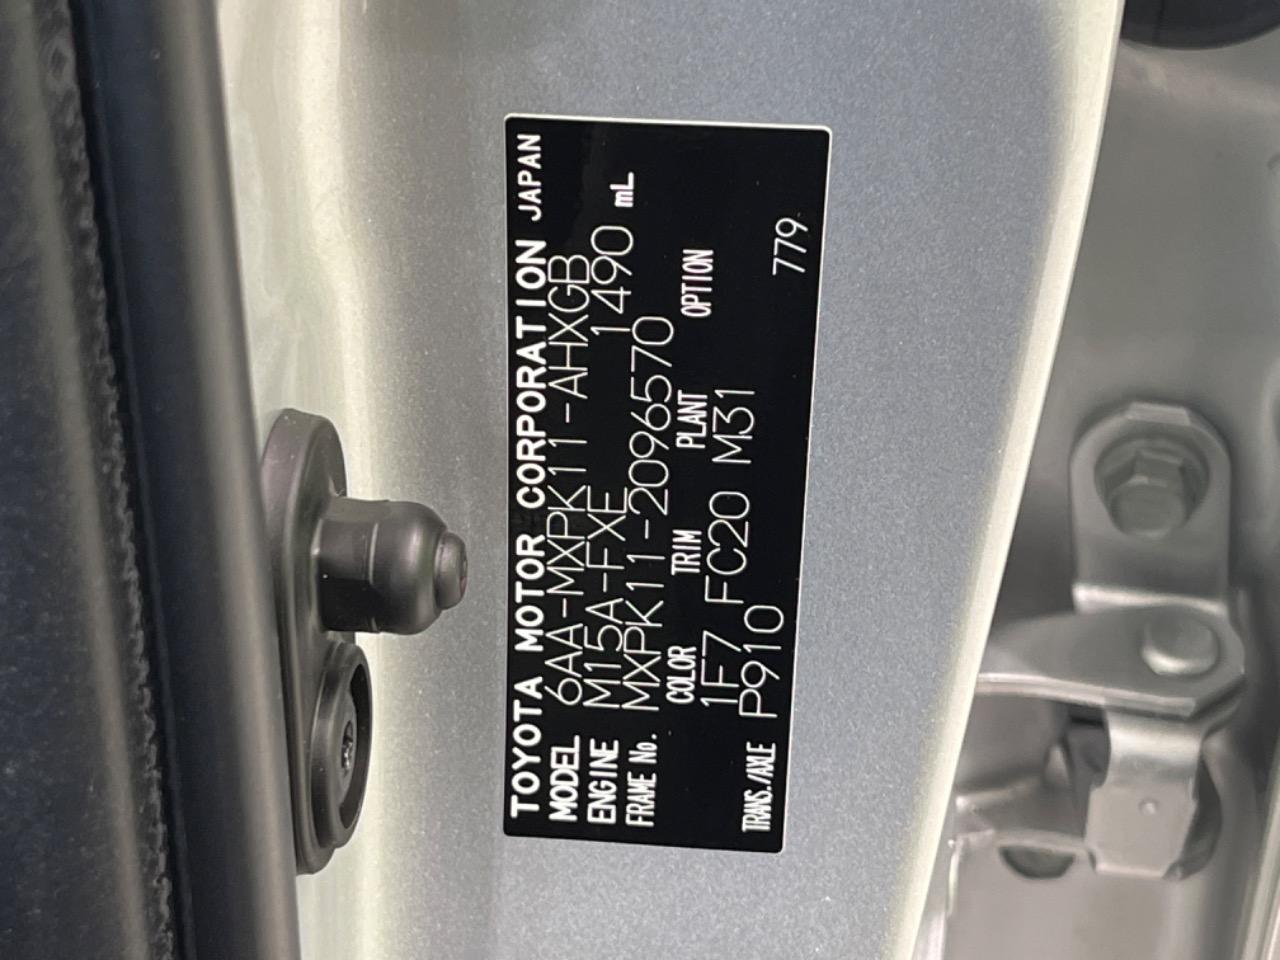 TOYOTA MOTOR CORPORATION JAPAN
MODEL 6AA-MXPK11-AHXGB
ENGINE M15A-FXE 1490 mL
FRAME No. MXPK11-2096570
COLOR TRIM PLANT OPTION
1F7 FC20 M31
TRANS./AXLE P910 779